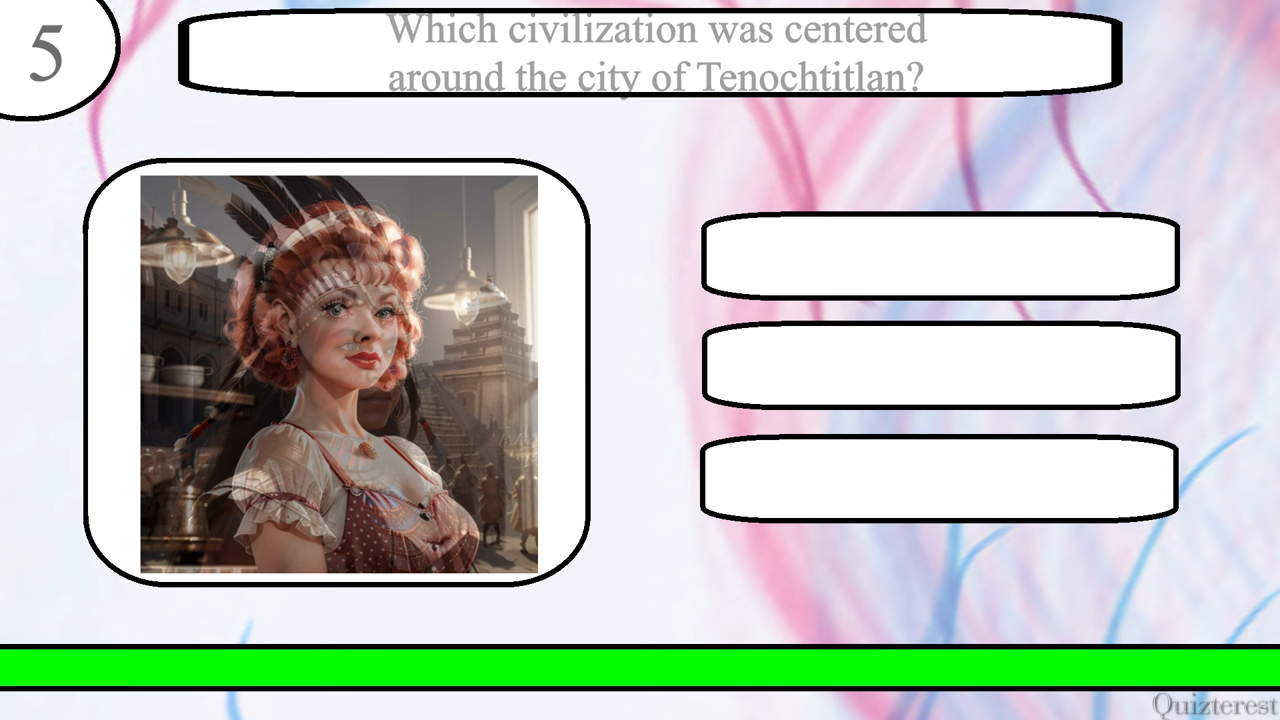 5
Which civilization was centered
around the city of Tenochtitlan?
Quizterest